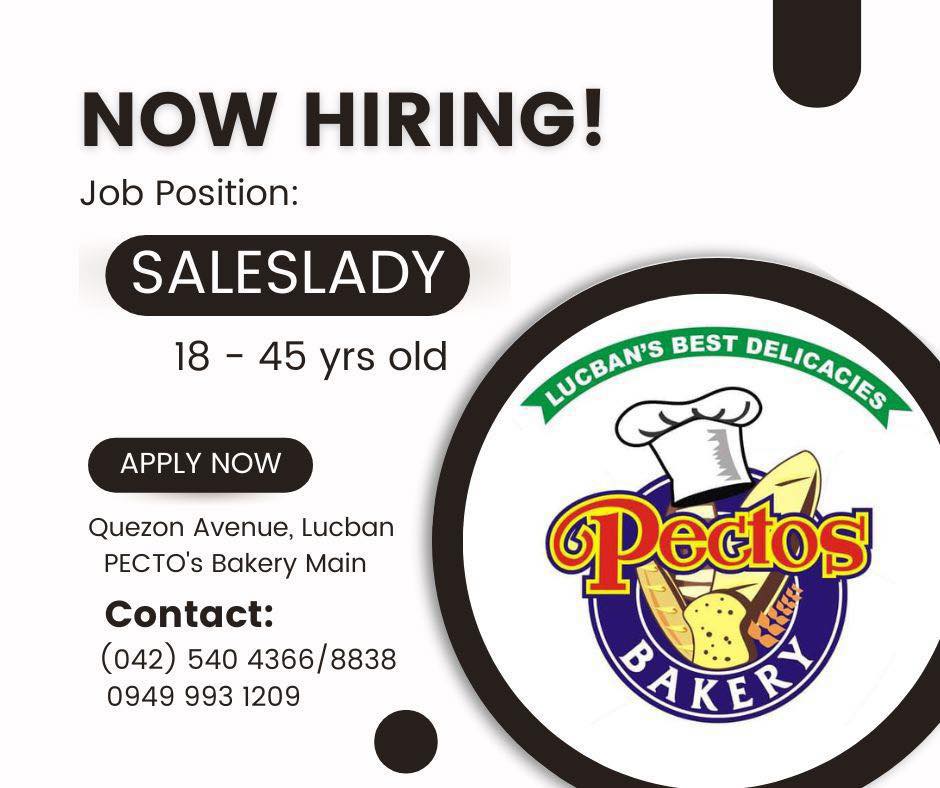 NOW HIRING!
Job Position:
SALESLADY
18 - 45 yrs old
APPLY NOW
Quezon Avenue, Lucban
PECTO's Bakery Main
Contact:
(042) 540 4366/8838
0949 993 1209
LUCBAN'S BEST DELICACIES
Pectos
BAKERY